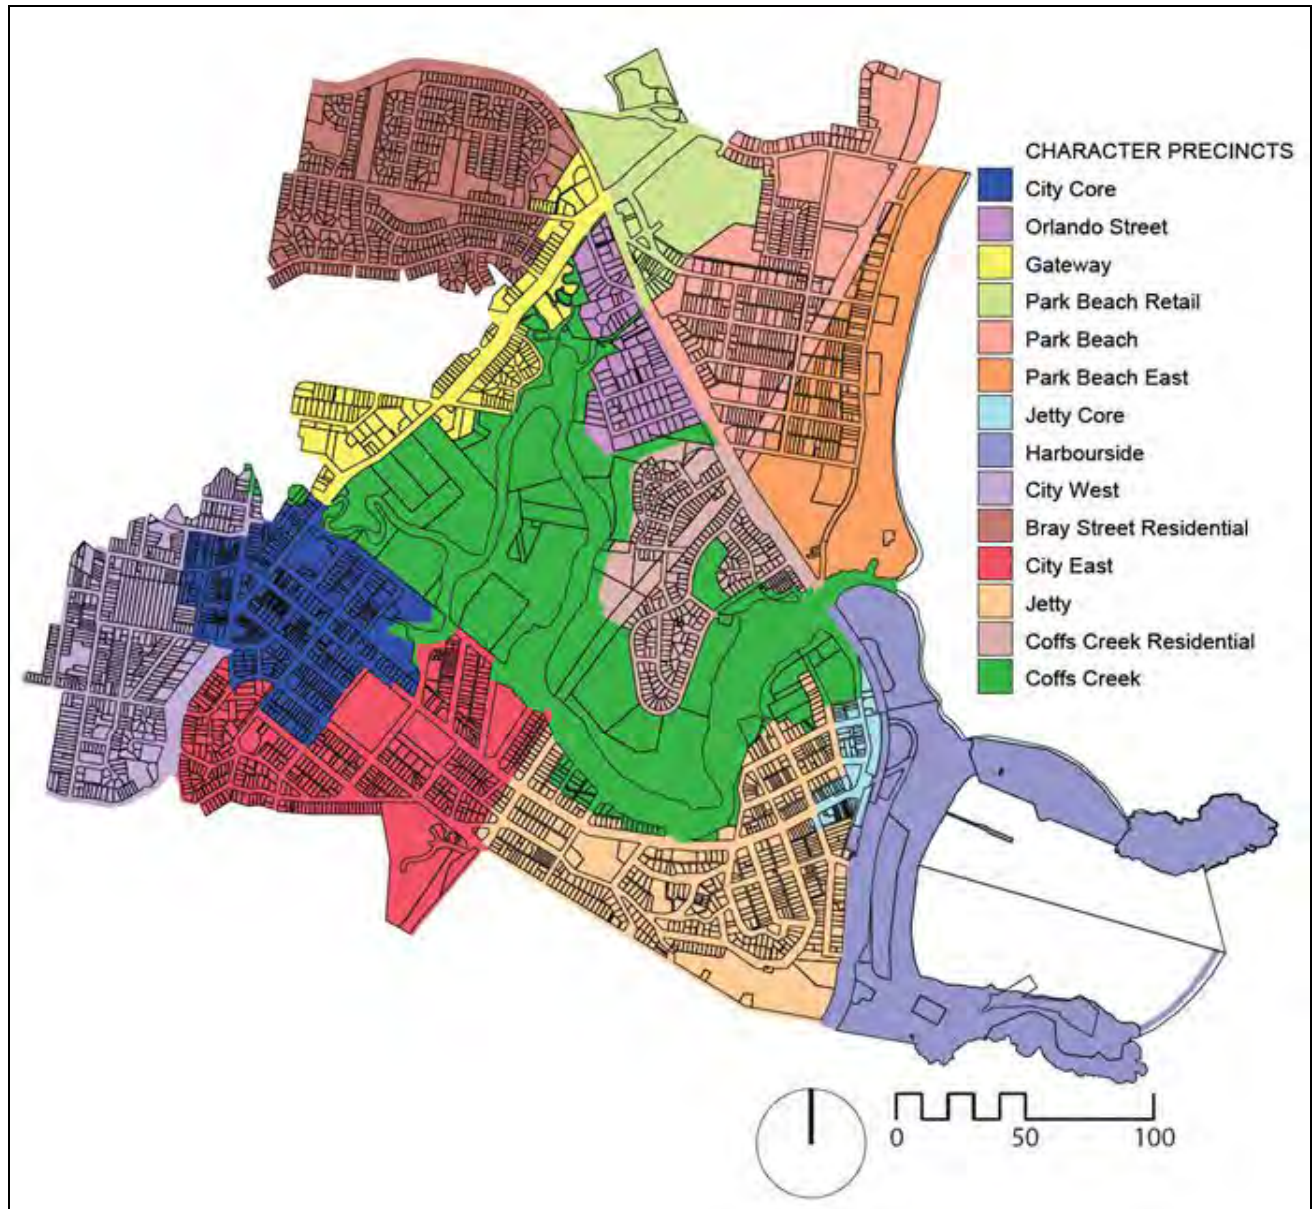 CHARACTER PRECINCTS
City Core
Orlando Street
Gateway
Park Beach Retail
Park Beach
Park Beach East
Jetty Core
Harbourside
City West
Bray Street Residential
City East
Jetty
Coffs Creek Residential
Coffs Creek
0 50 100